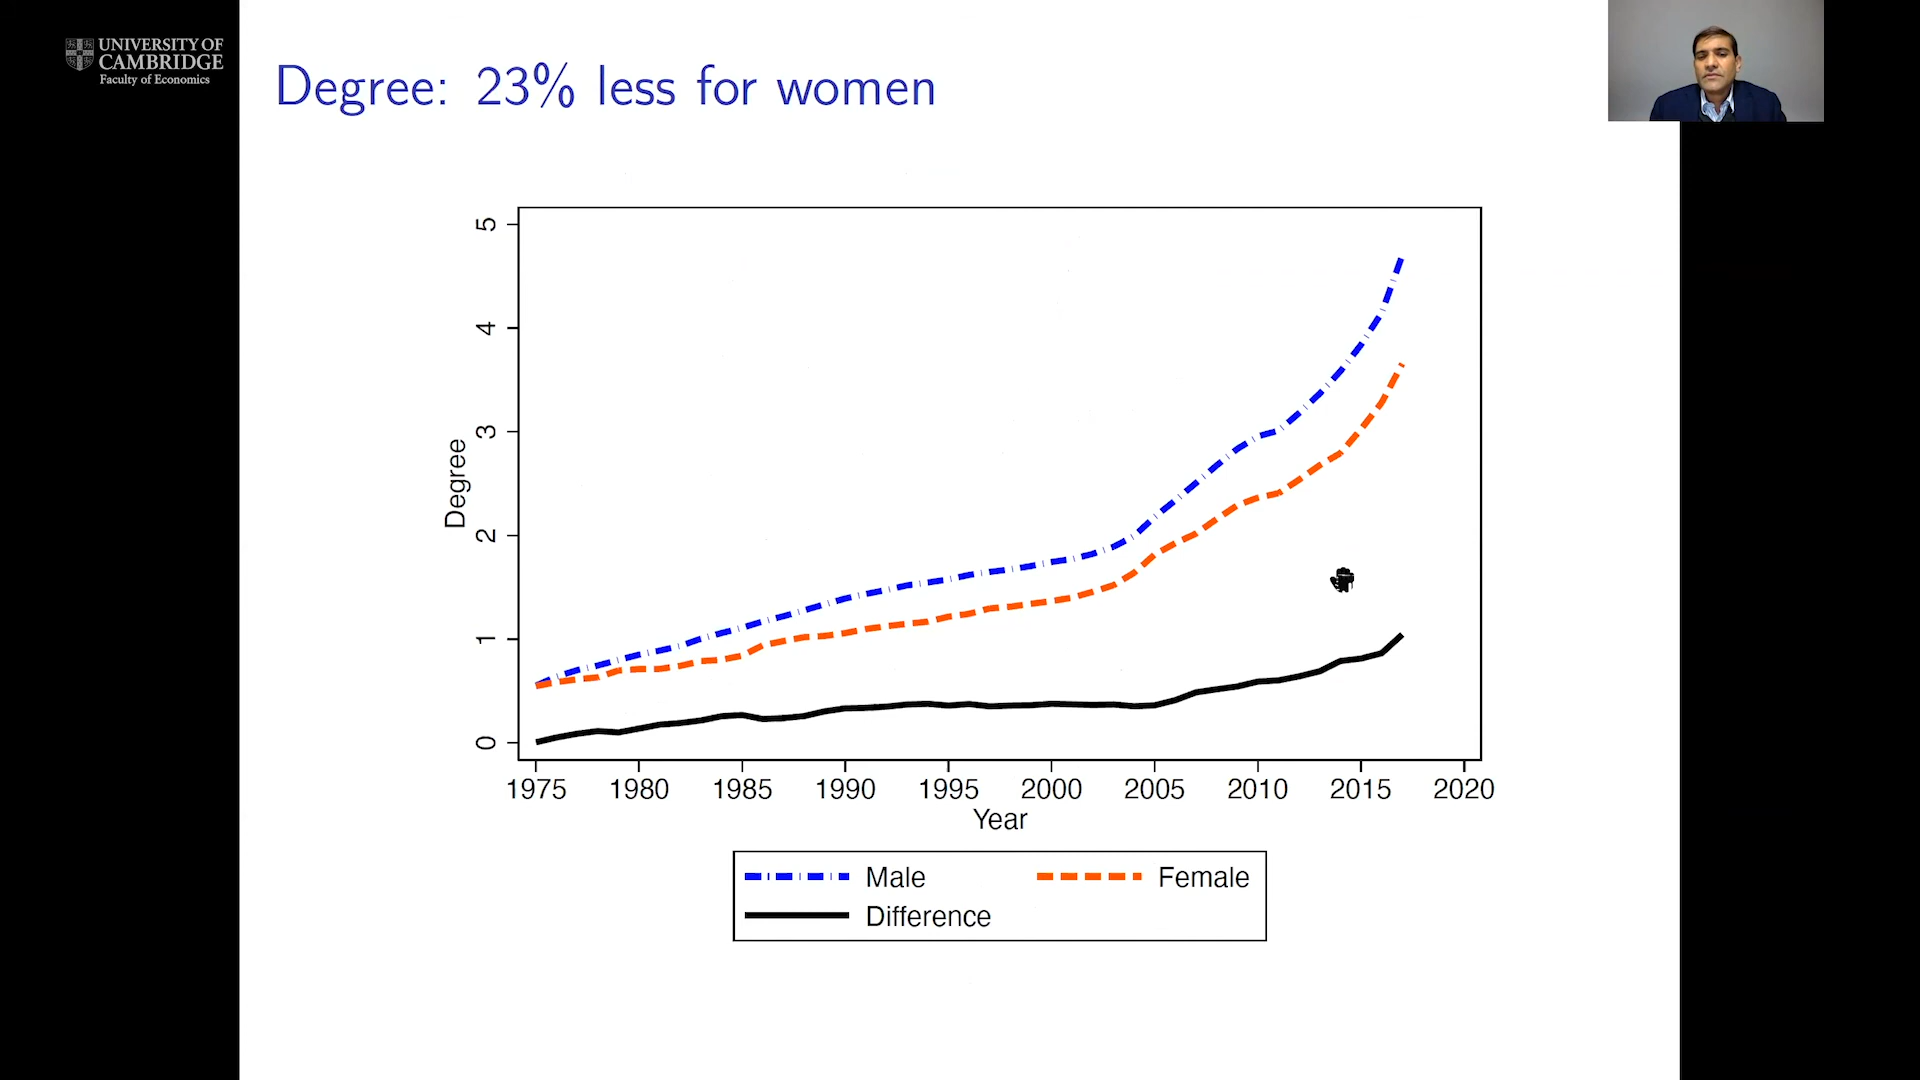 UNIVERSITY OF
CAMBRIDGE
Faculty of Economics
Degree: 23% less for women
5
4
3
2
1
0
Degree
1975 1980 1985 1990 1995 2000 2005 2010 2015 2020
Year
Male Female
Difference